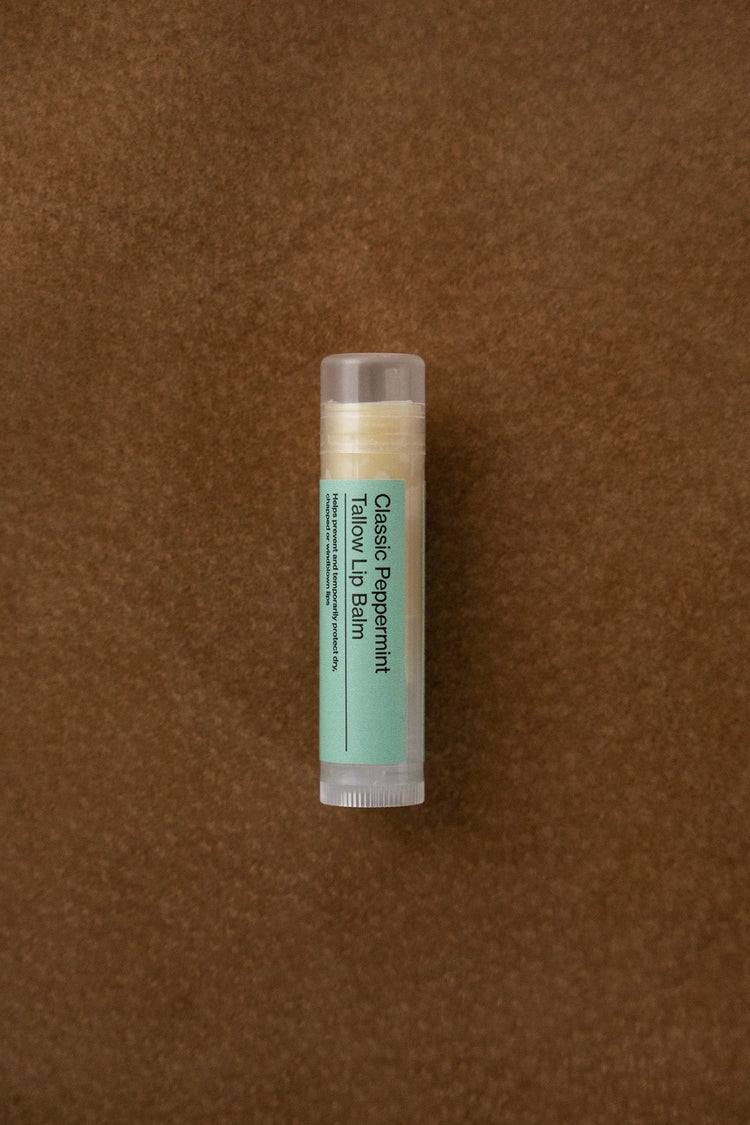 Classic Peppermint
Tallow Lip Balm
Helps prevent and temporarily protect dry,
chapped or windblown lips